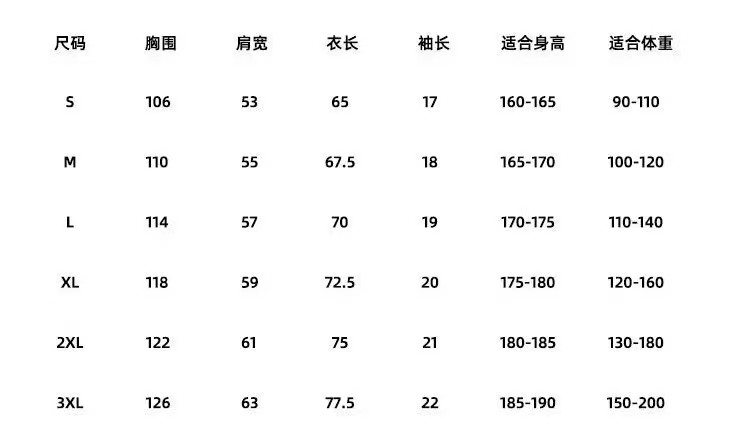 尺码 胸围 肩宽 衣长 袖长 适合身高 适合体重
S 106 53 65 17 160-165 90-110
M 110 55 67.5 18 165-170 100-120
L 114 57 70 19 170-175 110-140
XL 118 59 72.5 20 175-180 120-160
2XL 122 61 75 21 180-185 130-180
3XL 126 63 77.5 22 185-190 150-200